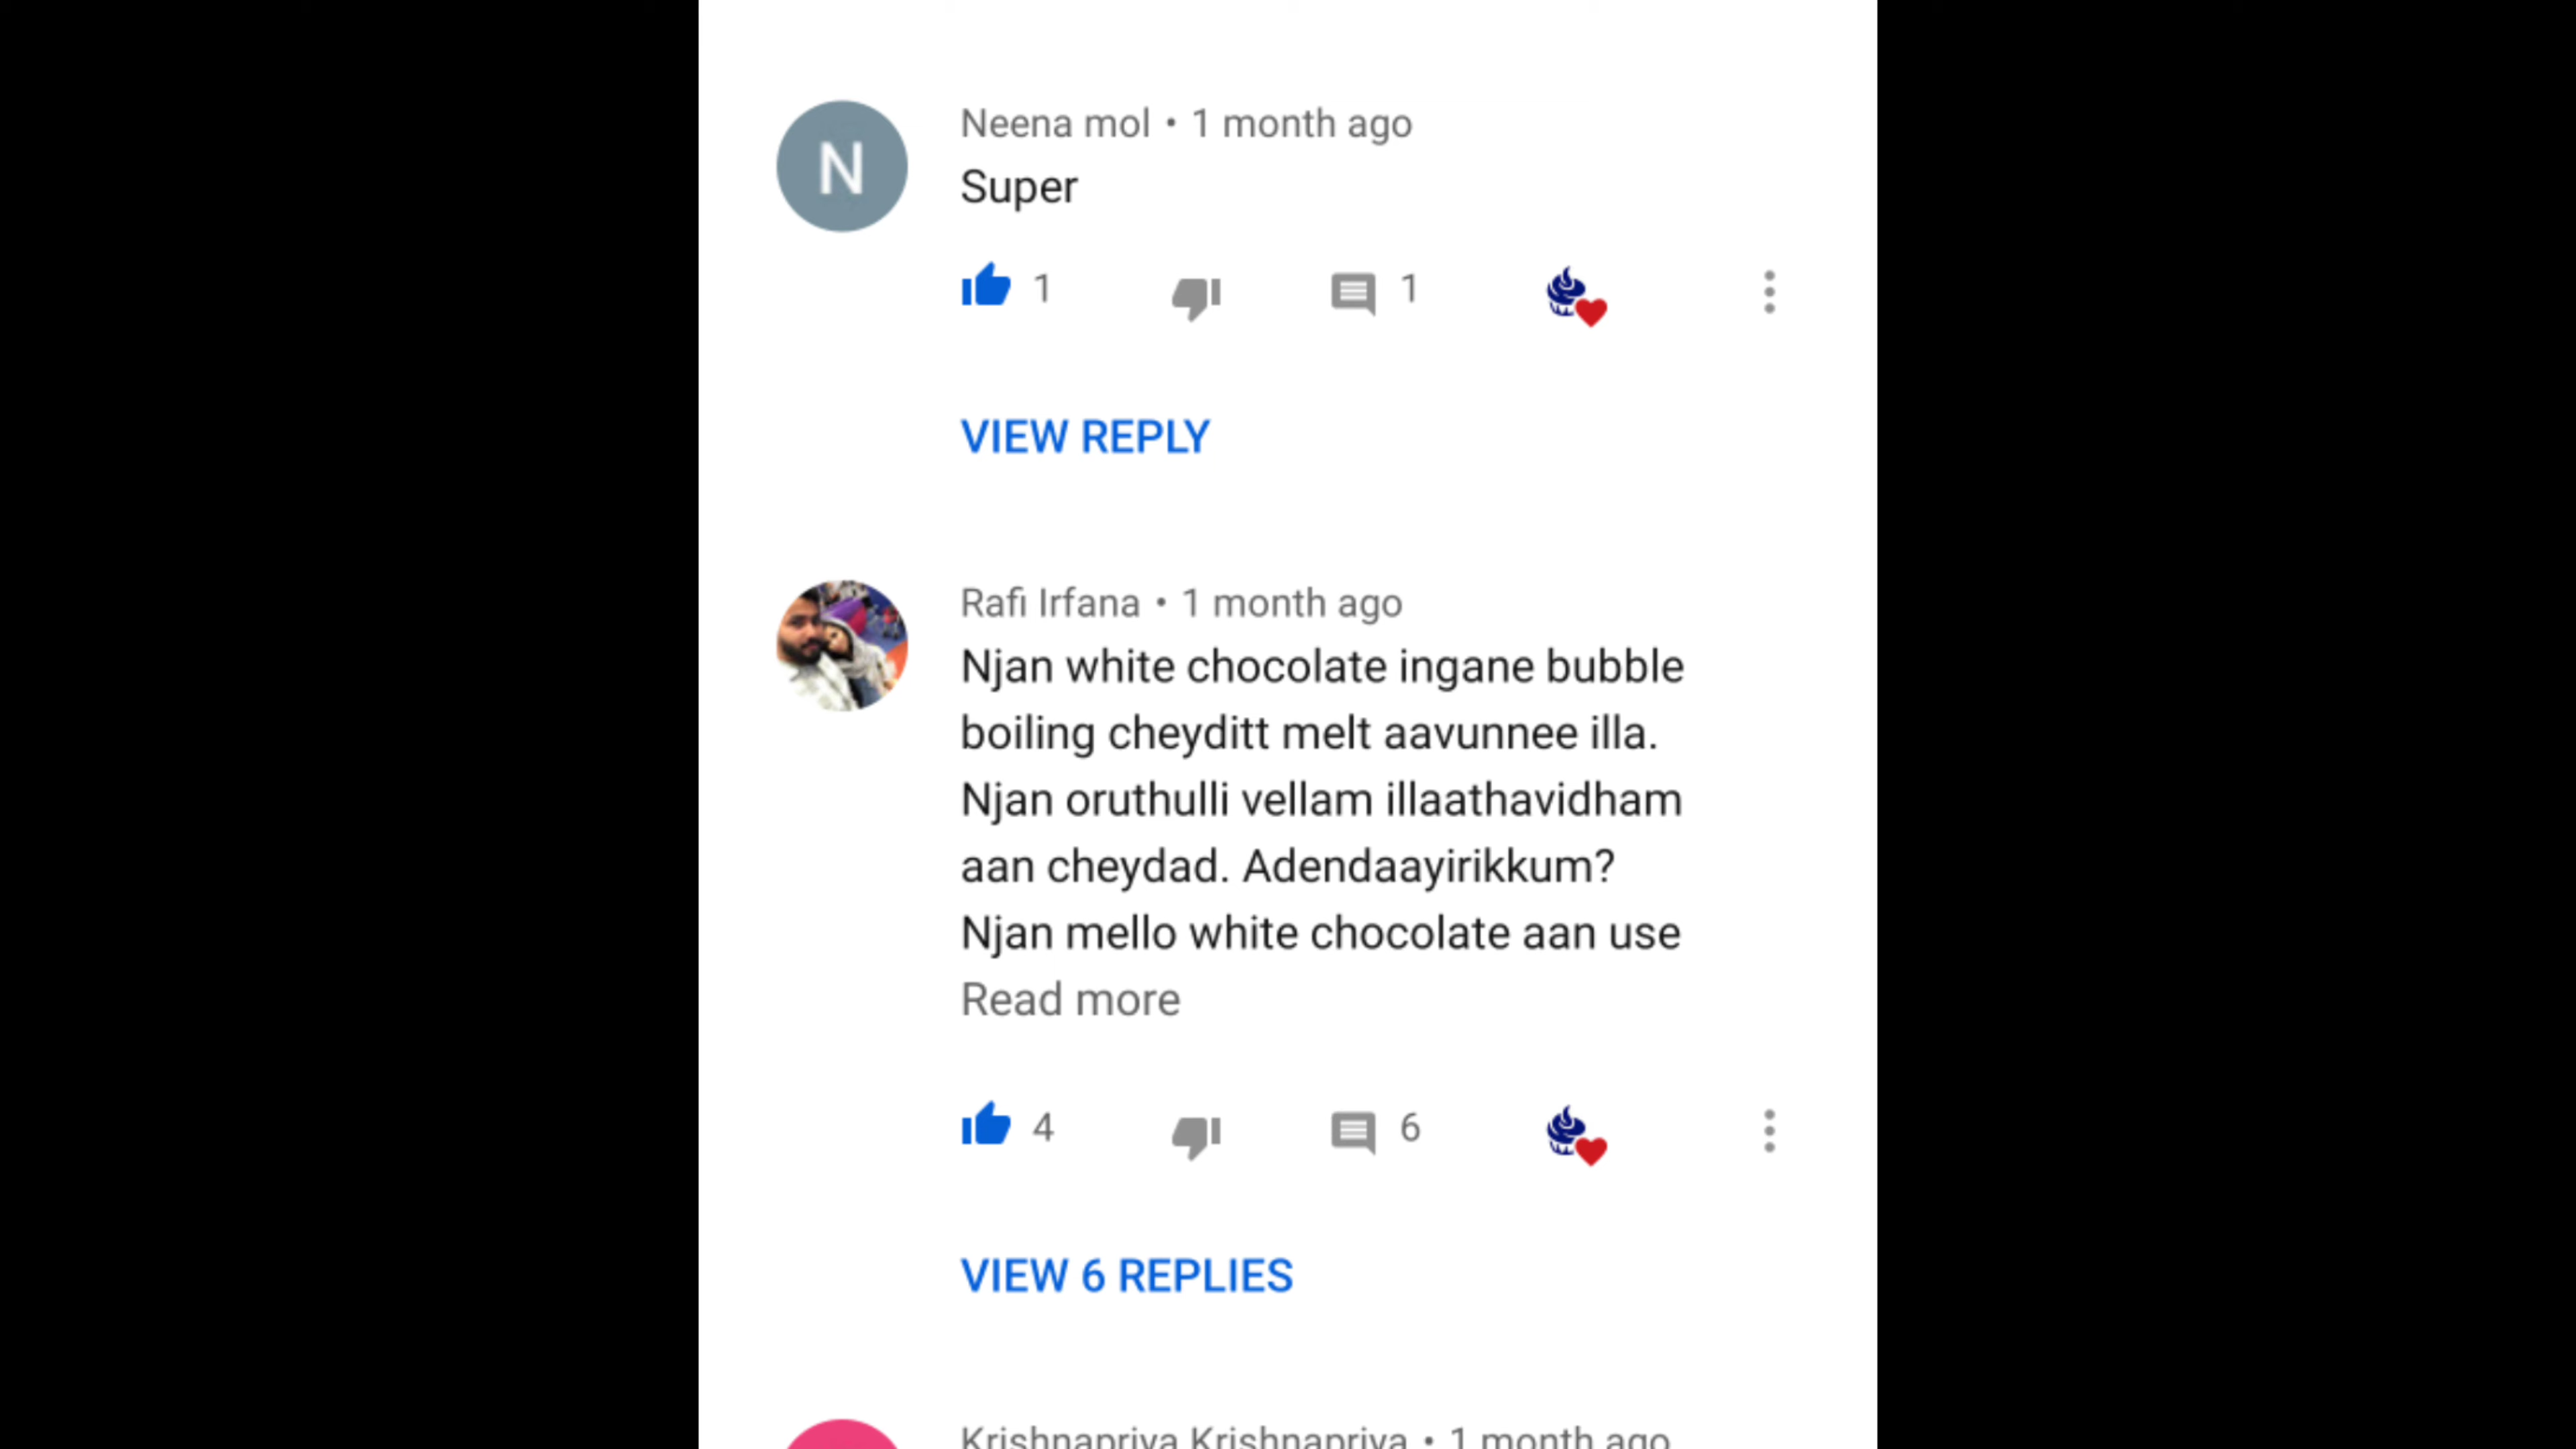 Neena mol • 1 month ago
N
Super
1
1
VIEW REPLY
Rafi Irfana • 1 month ago
Njan white chocolate ingane bubble
boiling cheyditt melt aavunnee illa.
Njan oruthulli vellam illaathavidham
aan cheydad. Adendaayirikkum?
Njan mello white chocolate aan use
Read more
4
6
VIEW 6 REPLIES
Krishnapriya Krishnapriya • 1 month ago